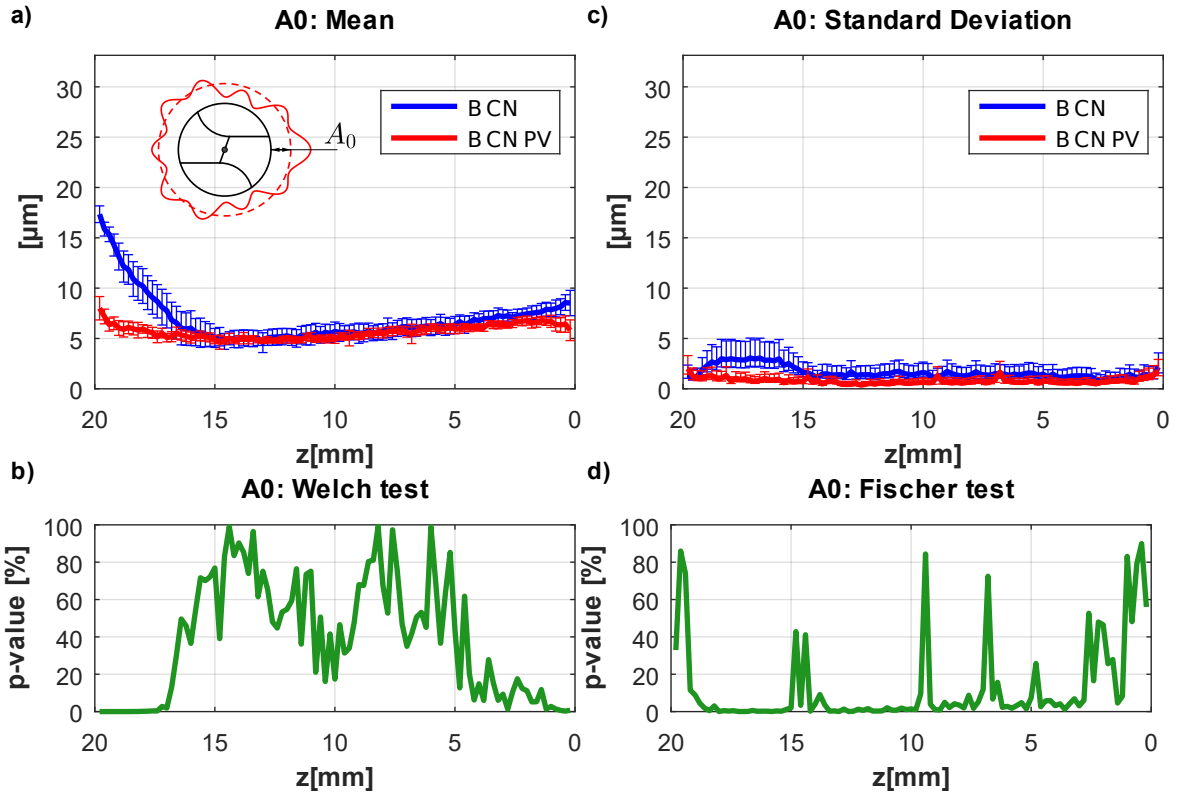 a)
A0: Mean
30
25
20
15
10
5
0
[µm]
B CN
B CN PV
A0
20 15 10 5 0
z[mm]
c)
A0: Standard Deviation
30
25
20
15
10
5
0
[µm]
B CN
B CN PV
20 15 10 5 0
z[mm]
b)
A0: Welch test
100
80
60
40
20
0
p-value [%]
20 15 10 5 0
z[mm]
d)
A0: Fischer test
100
80
60
40
20
0
p-value [%]
20 15 10 5 0
z[mm]